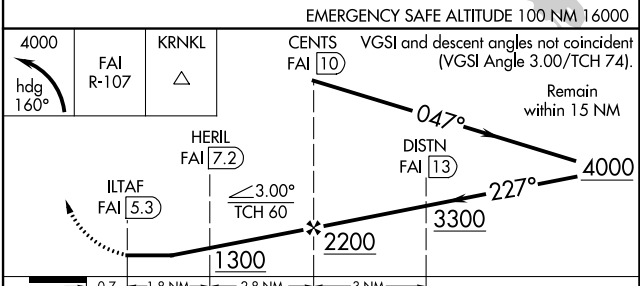 EMERGENCY SAFE ALTITUDE 100 NM 16000
4000
hdg
160°
FAI
R-107
KRNKL
CENTS
FAI 10
VGSI and descent angles not coincident
(VGSI Angle 3.00/TCH 74).
Remain
within 15 NM
047°
HERIL
FAI 7.2
DISTN
FAI 13
4000
227°
ILTAF
FAI 5.3
3.00°
TCH 60
3300
2200
1300
0.7
1.8 NM
2.8 NM
3 NM